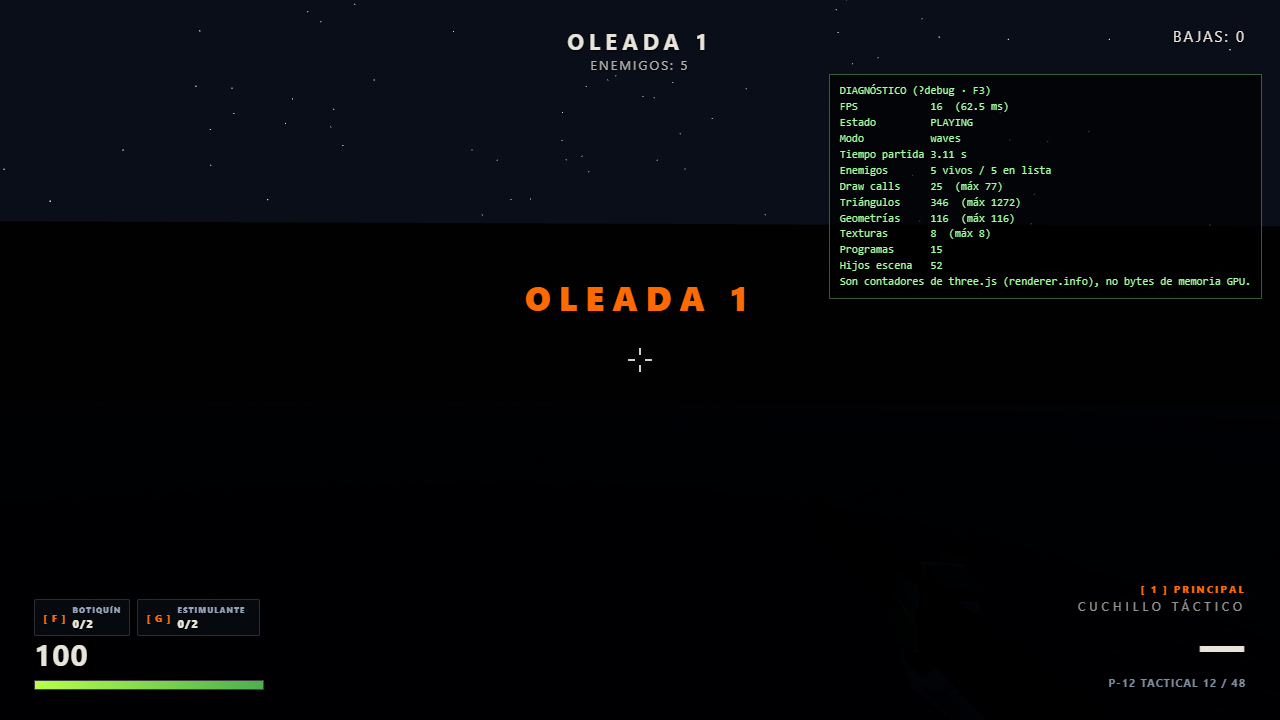 OLEADA 1
ENEMIGOS: 5
BAJAS: 0
DIAGNÓSTICO (?debug · F3)
FPS 16 (62.5 ms)
Estado PLAYING
Modo waves
Tiempo partida 3.11 s
Enemigos 5 vivos / 5 en lista
Draw calls 25 (máx 77)
Triángulos 346 (máx 1272)
Geometrías 116 (máx 116)
Texturas 8 (máx 8)
Programas 15
Hijos escena 52
Son contadores de three.js (renderer.info), no bytes de memoria GPU.
OLEADA 1
[ F ] BOTIQUÍN 0/2
[ G ] ESTIMULANTE 0/2
100
[ 1 ] PRINCIPAL
CUCHILLO TÁCTICO
—
P-12 TACTICAL 12 / 48